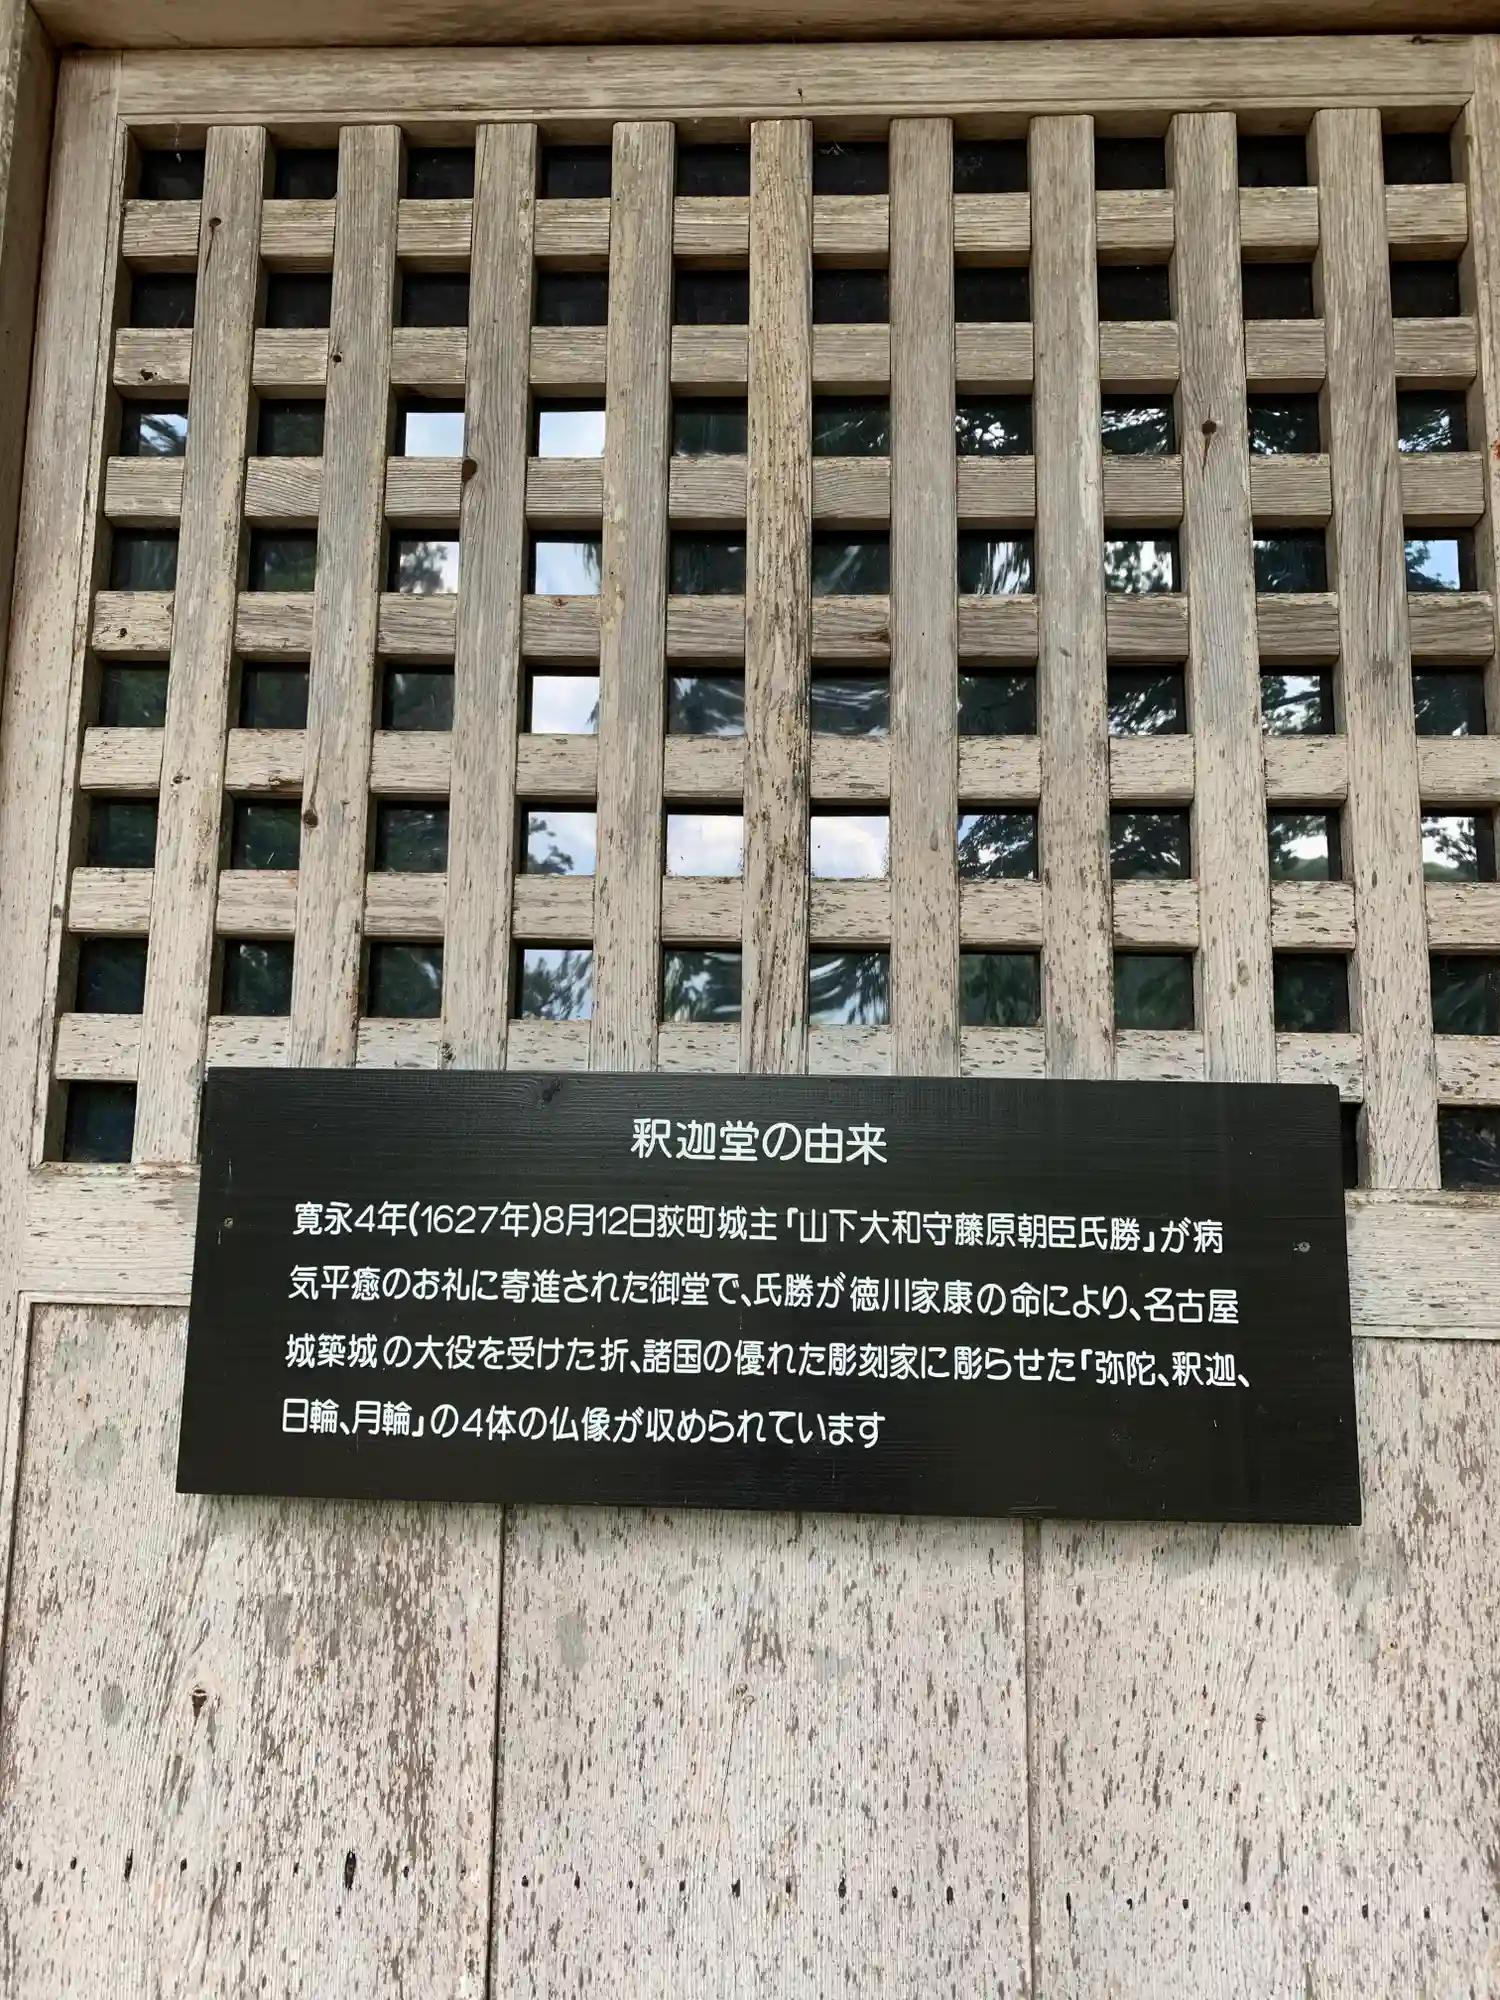 釈迦堂の由来
寛永4年(1627年)8月12日荻町城主「山下大和守藤原朝臣氏勝」が病
気平癒のお礼に寄進された御堂で、氏勝が徳川家康の命により、名古屋
城築城の大役を受けた折、諸国の優れた彫刻家に彫らせた「弥陀、釈迦、
日輪、月輪」の4体の仏像が収められています